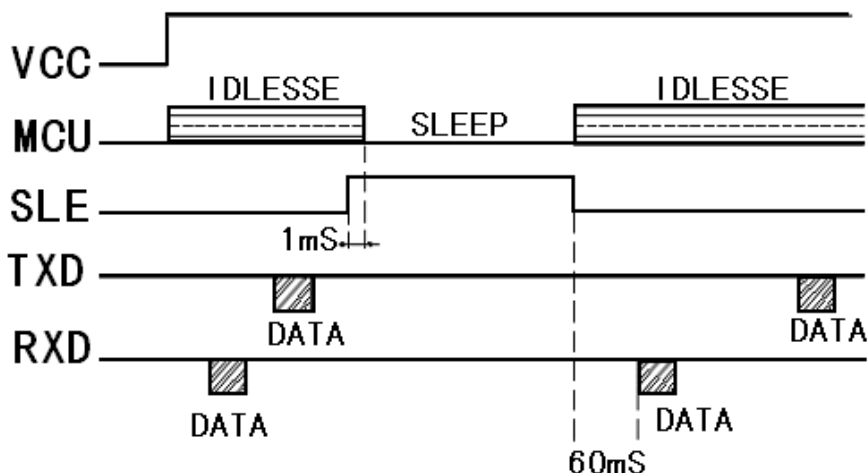 VCC
IDLESSE
IDLESSE
MCU
SLEEP
SLE
1mS
TXD
DATA
DATA
RXD
DATA
DATA
60mS